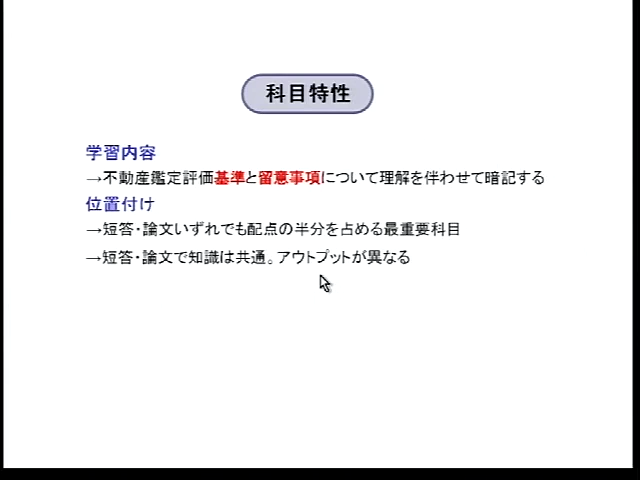 科目特性
学習内容
→不動産鑑定評価基準と留意事項について理解を伴わせて暗記する
位置付け
→短答・論文いずれでも配点の半分を占める最重要科目
→短答・論文で知識は共通。アウトプットが異なる